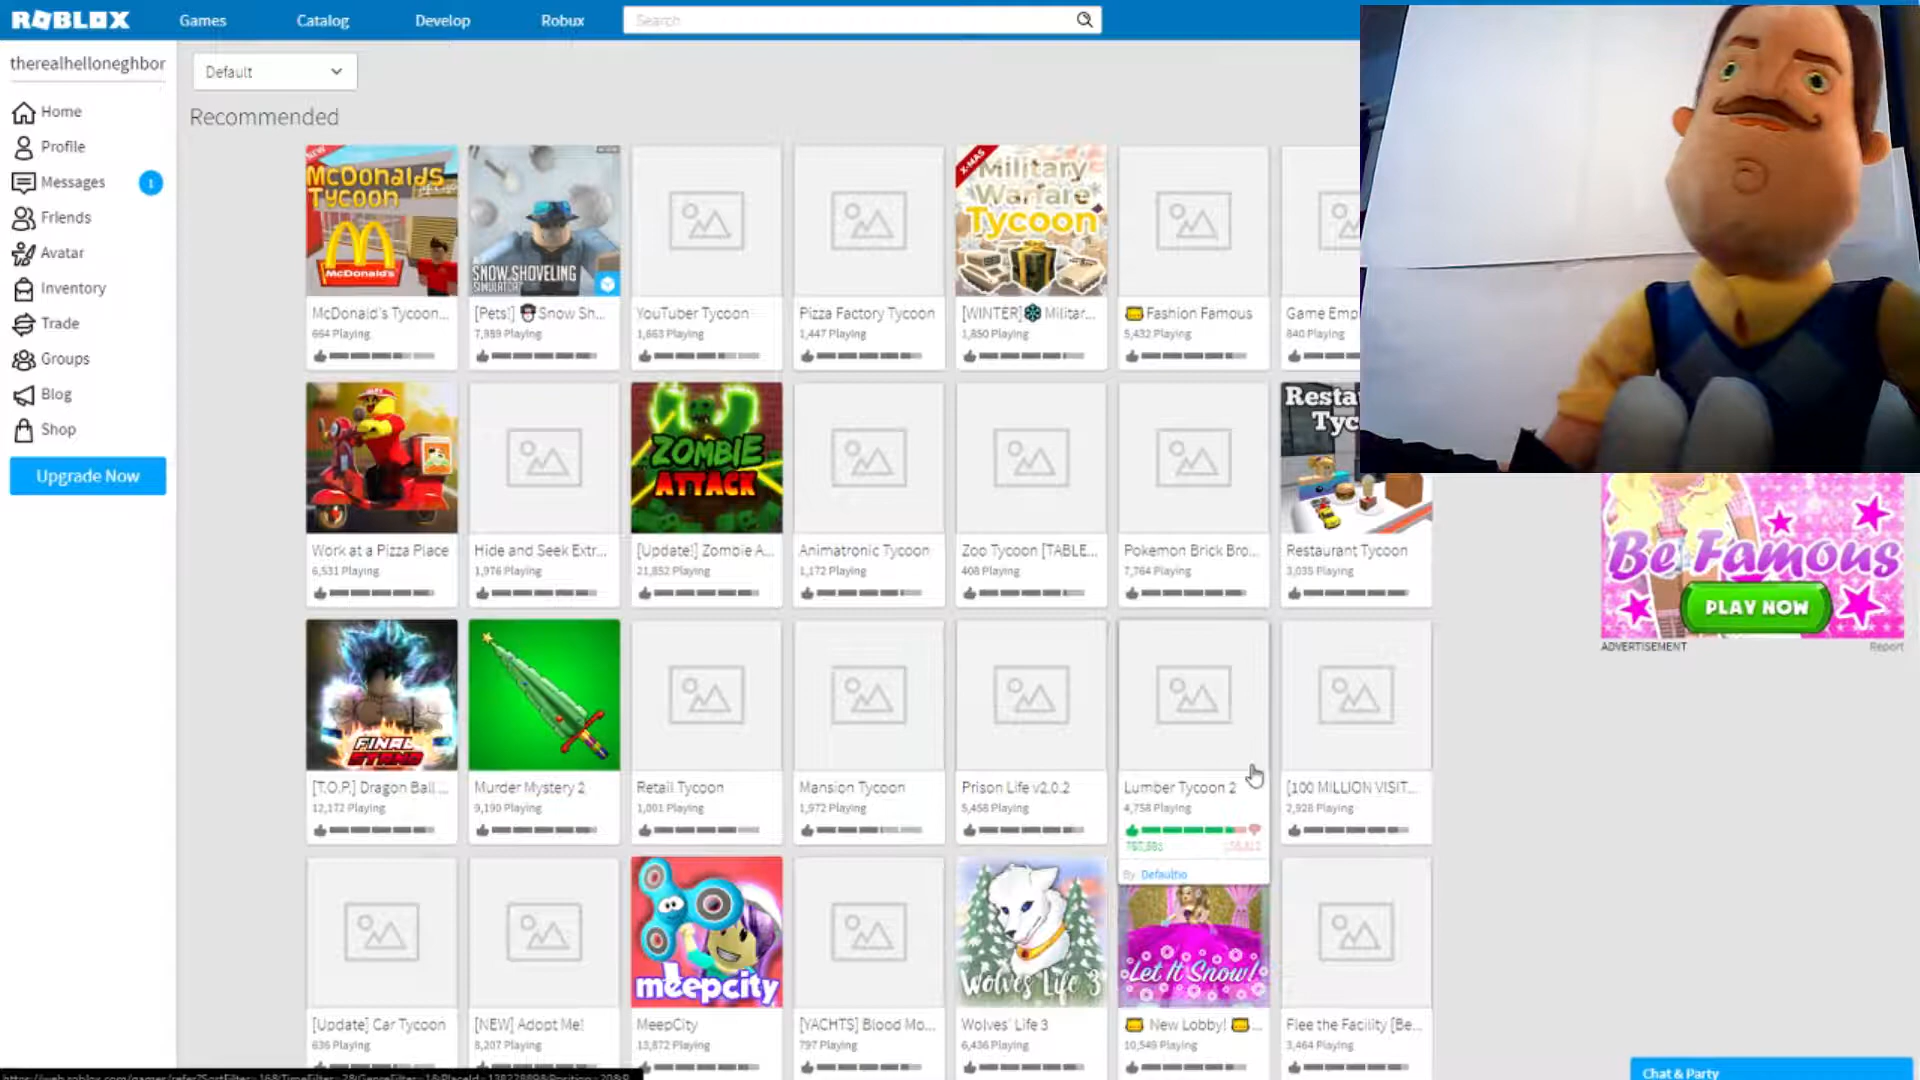 ROBLOX
Games
Catalog
Develop
Robux
Search
therealhelloneghbor
Default
Home
Recommended
Profile
Messages
1
Friends
Avatar
Inventory
Trade
Groups
Blog
Shop
Upgrade Now
NEW
McDonalds
Tycoon
McDonald's
SNOW SHOVELING
SIMULATOR
X-MAS
Military
Warfare
Tycoon
McDonald's Tycoon...
[Pets!] Snow Sh...
YouTuber Tycoon
Pizza Factory Tycoon
[WINTER] Militar...
Fashion Famous
Game Emp
664 Playing
7,989 Playing
1,663 Playing
1,447 Playing
1,850 Playing
5,432 Playing
840 Playing
ZOMBIE
ATTACK
Resta
Tyc
Work at a Pizza Place
Hide and Seek Extr...
[Update!] Zombie A...
Animatronic Tycoon
Zoo Tycoon [TABLE...
Pokemon Brick Bro...
Restaurant Tycoon
6,531 Playing
1,976 Playing
21,852 Playing
1,172 Playing
408 Playing
7,764 Playing
3,035 Playing
Be Famous
PLAY NOW
ADVERTISEMENT
Report
FINAL
STAND
[T.O.P.] Dragon Ball ...
Murder Mystery 2
Retail Tycoon
Mansion Tycoon
Prison Life v2.0.2
Lumber Tycoon 2
[100 MILLION VISIT...
12,172 Playing
9,190 Playing
1,001 Playing
1,972 Playing
5,458 Playing
4,758 Playing
2,928 Playing
By Defaultio
meepcity
Wolves Life 3
Let It Snow!
[Update] Car Tycoon
[NEW] Adopt Me!
MeepCity
[YACHTS] Blood Mo...
Wolves' Life 3
New Lobby! ...
Flee the Facility [Be...
636 Playing
8,207 Playing
13,872 Playing
797 Playing
6,436 Playing
10,549 Playing
3,464 Playing
Chat & Party